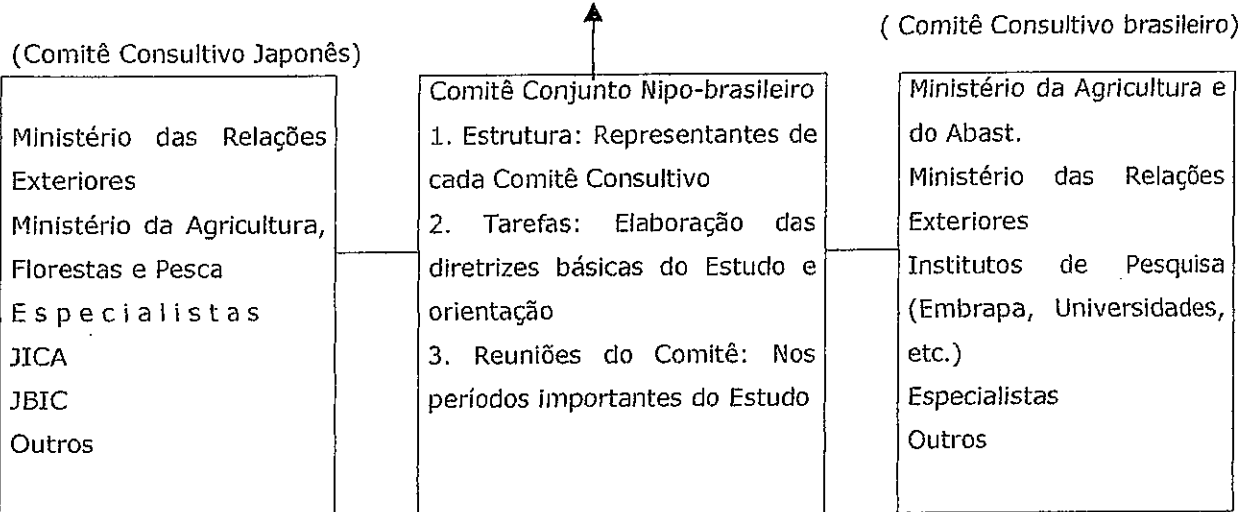 (Comitê Consultivo Japonês)
Ministério das Relações
Exteriores
Ministério da Agricultura,
Florestas e Pesca
Especialistas
JICA
JBIC
Outros
Comitê Conjunto Nipo-brasileiro
1. Estrutura: Representantes de
cada Comitê Consultivo
2. Tarefas: Elaboração das
diretrizes básicas do Estudo e
orientação
3. Reuniões do Comitê: Nos
períodos importantes do Estudo
( Comitê Consultivo brasileiro)
Ministério da Agricultura e
do Abast.
Ministério das Relações
Exteriores
Institutos de Pesquisa
(Embrapa, Universidades,
etc.)
Especialistas
Outros